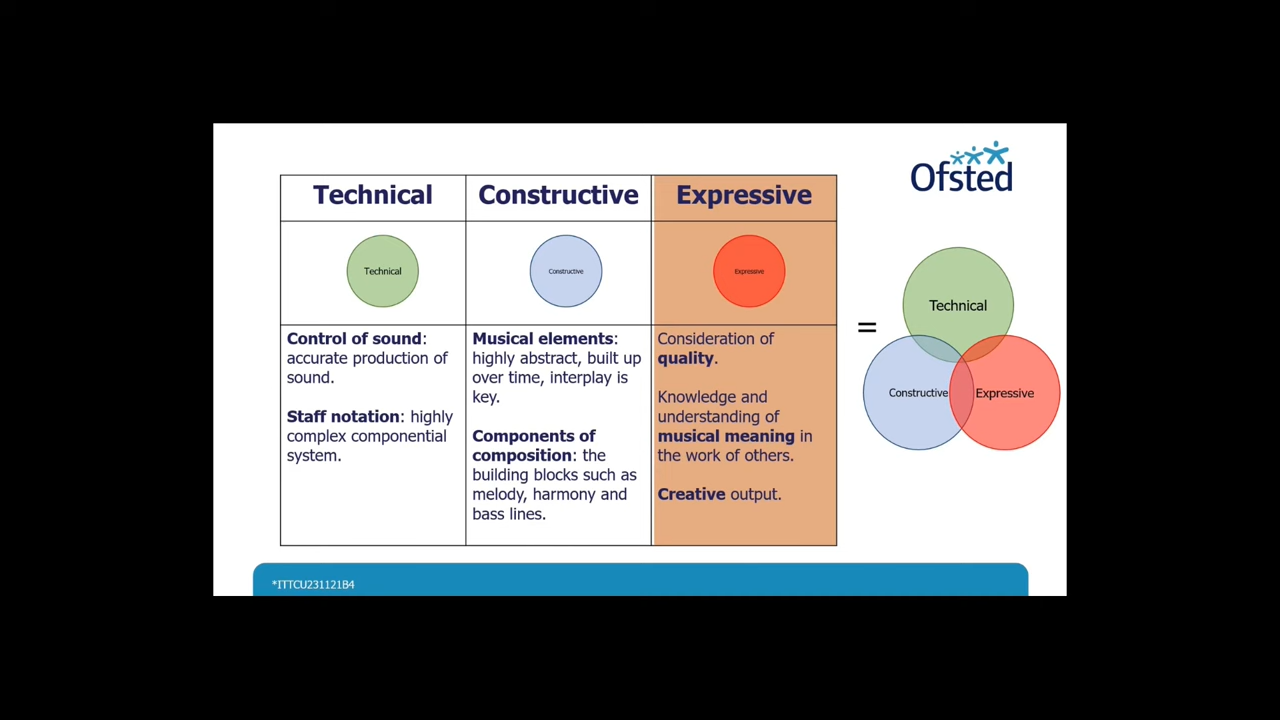 Ofsted
Technical
Constructive
Expressive
Technical
Constructive
Expressive
Control of sound:
accurate production of
sound.
Staff notation: highly
complex componential
system.
Musical elements:
highly abstract, built up
over time, interplay is
key.
Components of
composition: the
building blocks such as
melody, harmony and
bass lines.
Consideration of
quality.
Knowledge and
understanding of
musical meaning in
the work of others.
Creative output.
=
Technical
Constructive
Expressive
*ITTCU231121B4